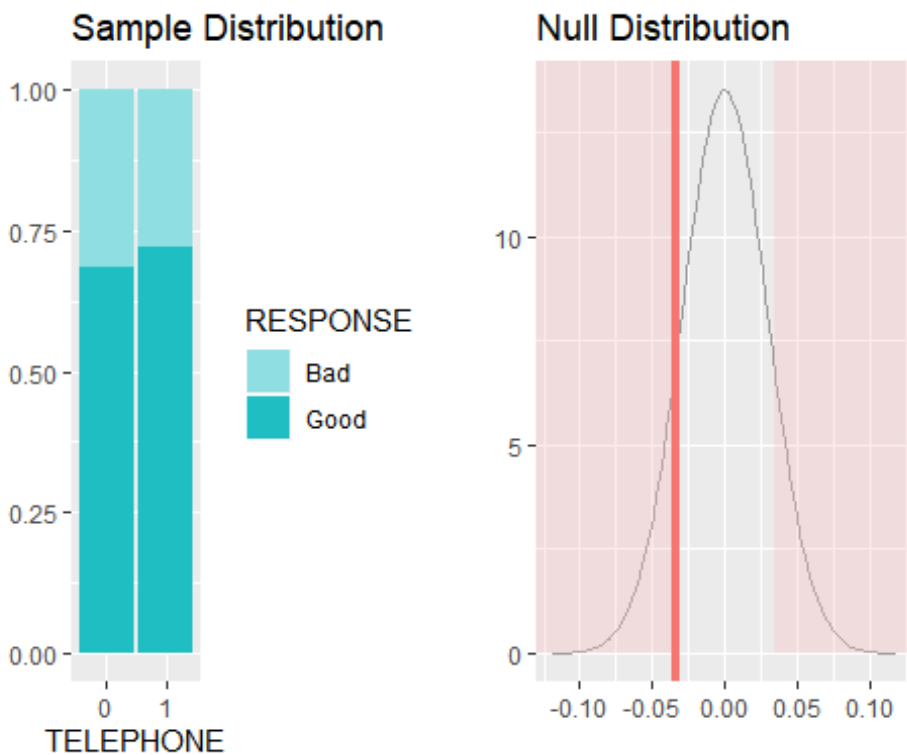 Sample Distribution
1.00
0.75
0.50
0.25
0.00
0 1
TELEPHONE
RESPONSE
Bad
Good
Null Distribution
10
5
0
-0.10 -0.05 0.00 0.05 0.10